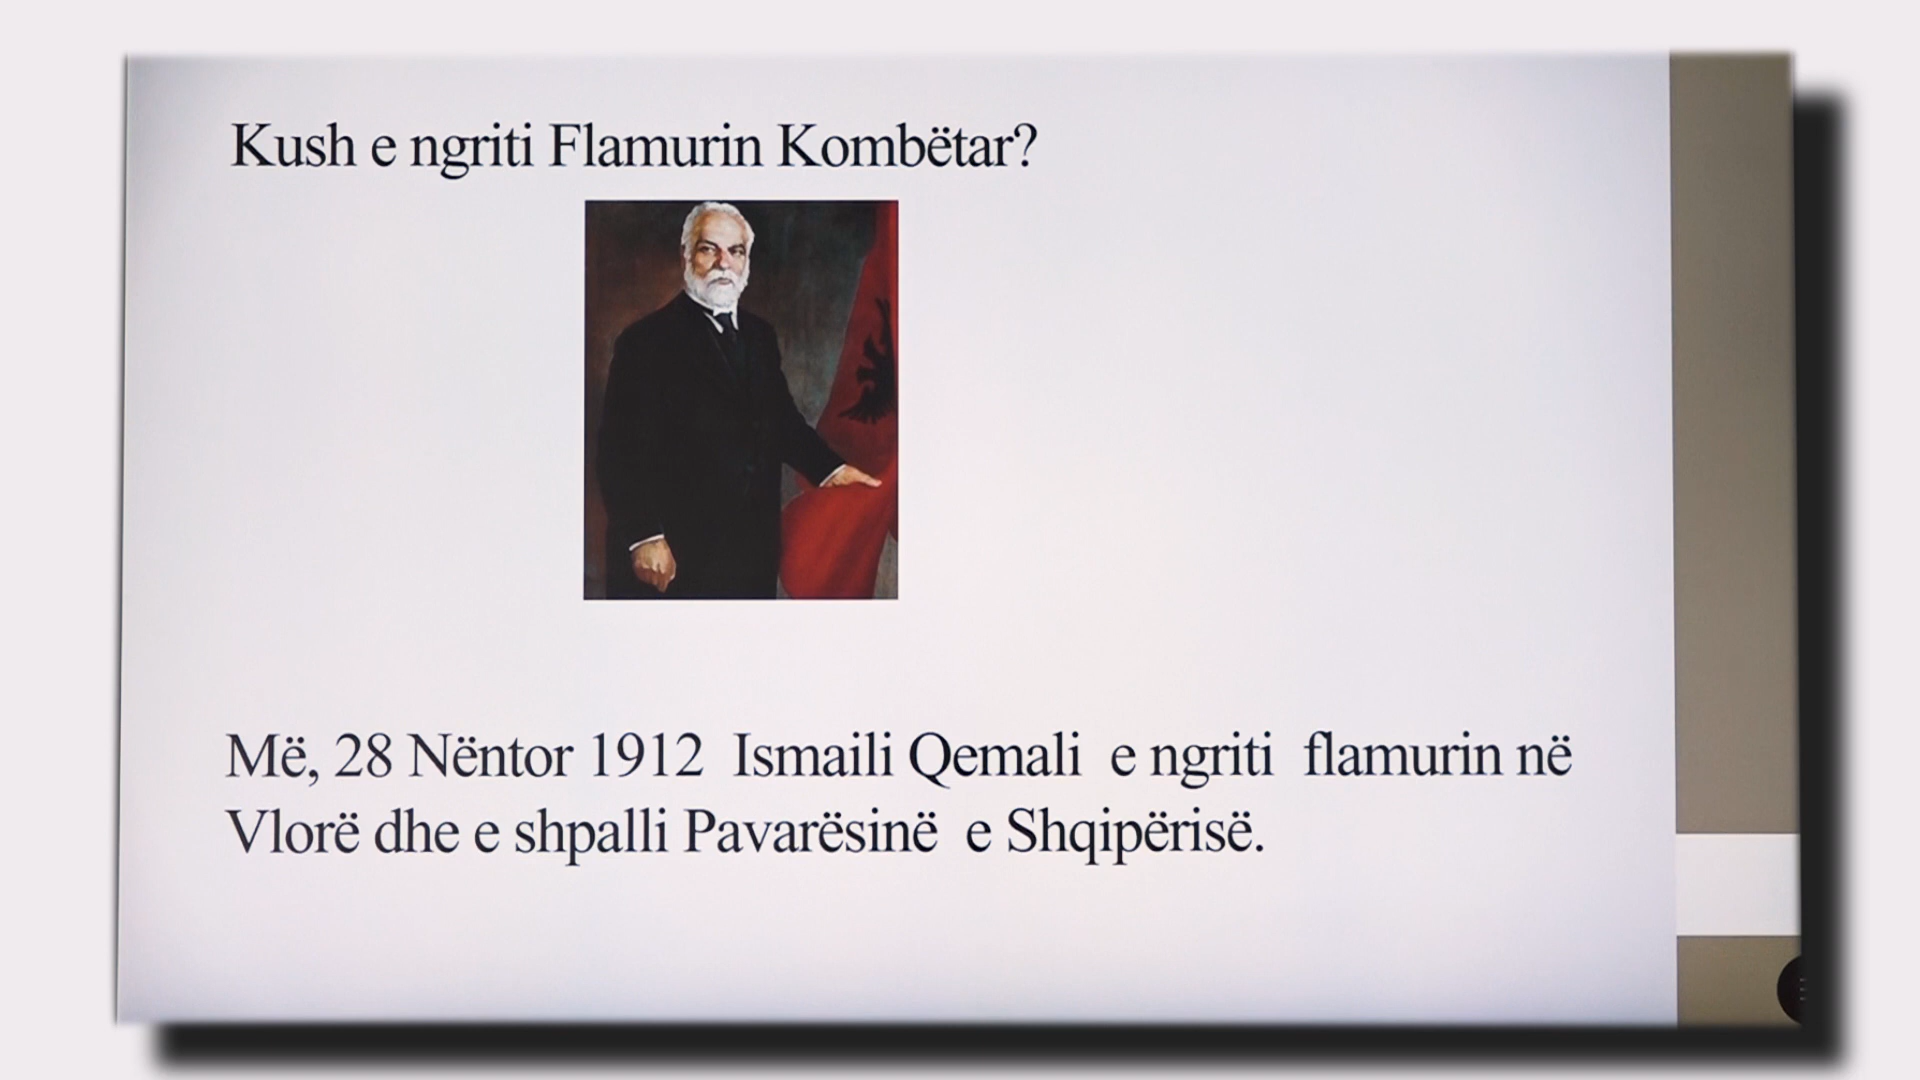 Kush e ngriti Flamurin Kombëtar?
Më, 28 Nëntor 1912 Ismaili Qemali e ngriti flamurin në
Vlorë dhe e shpalli Pavarësinë e Shqipërisë.